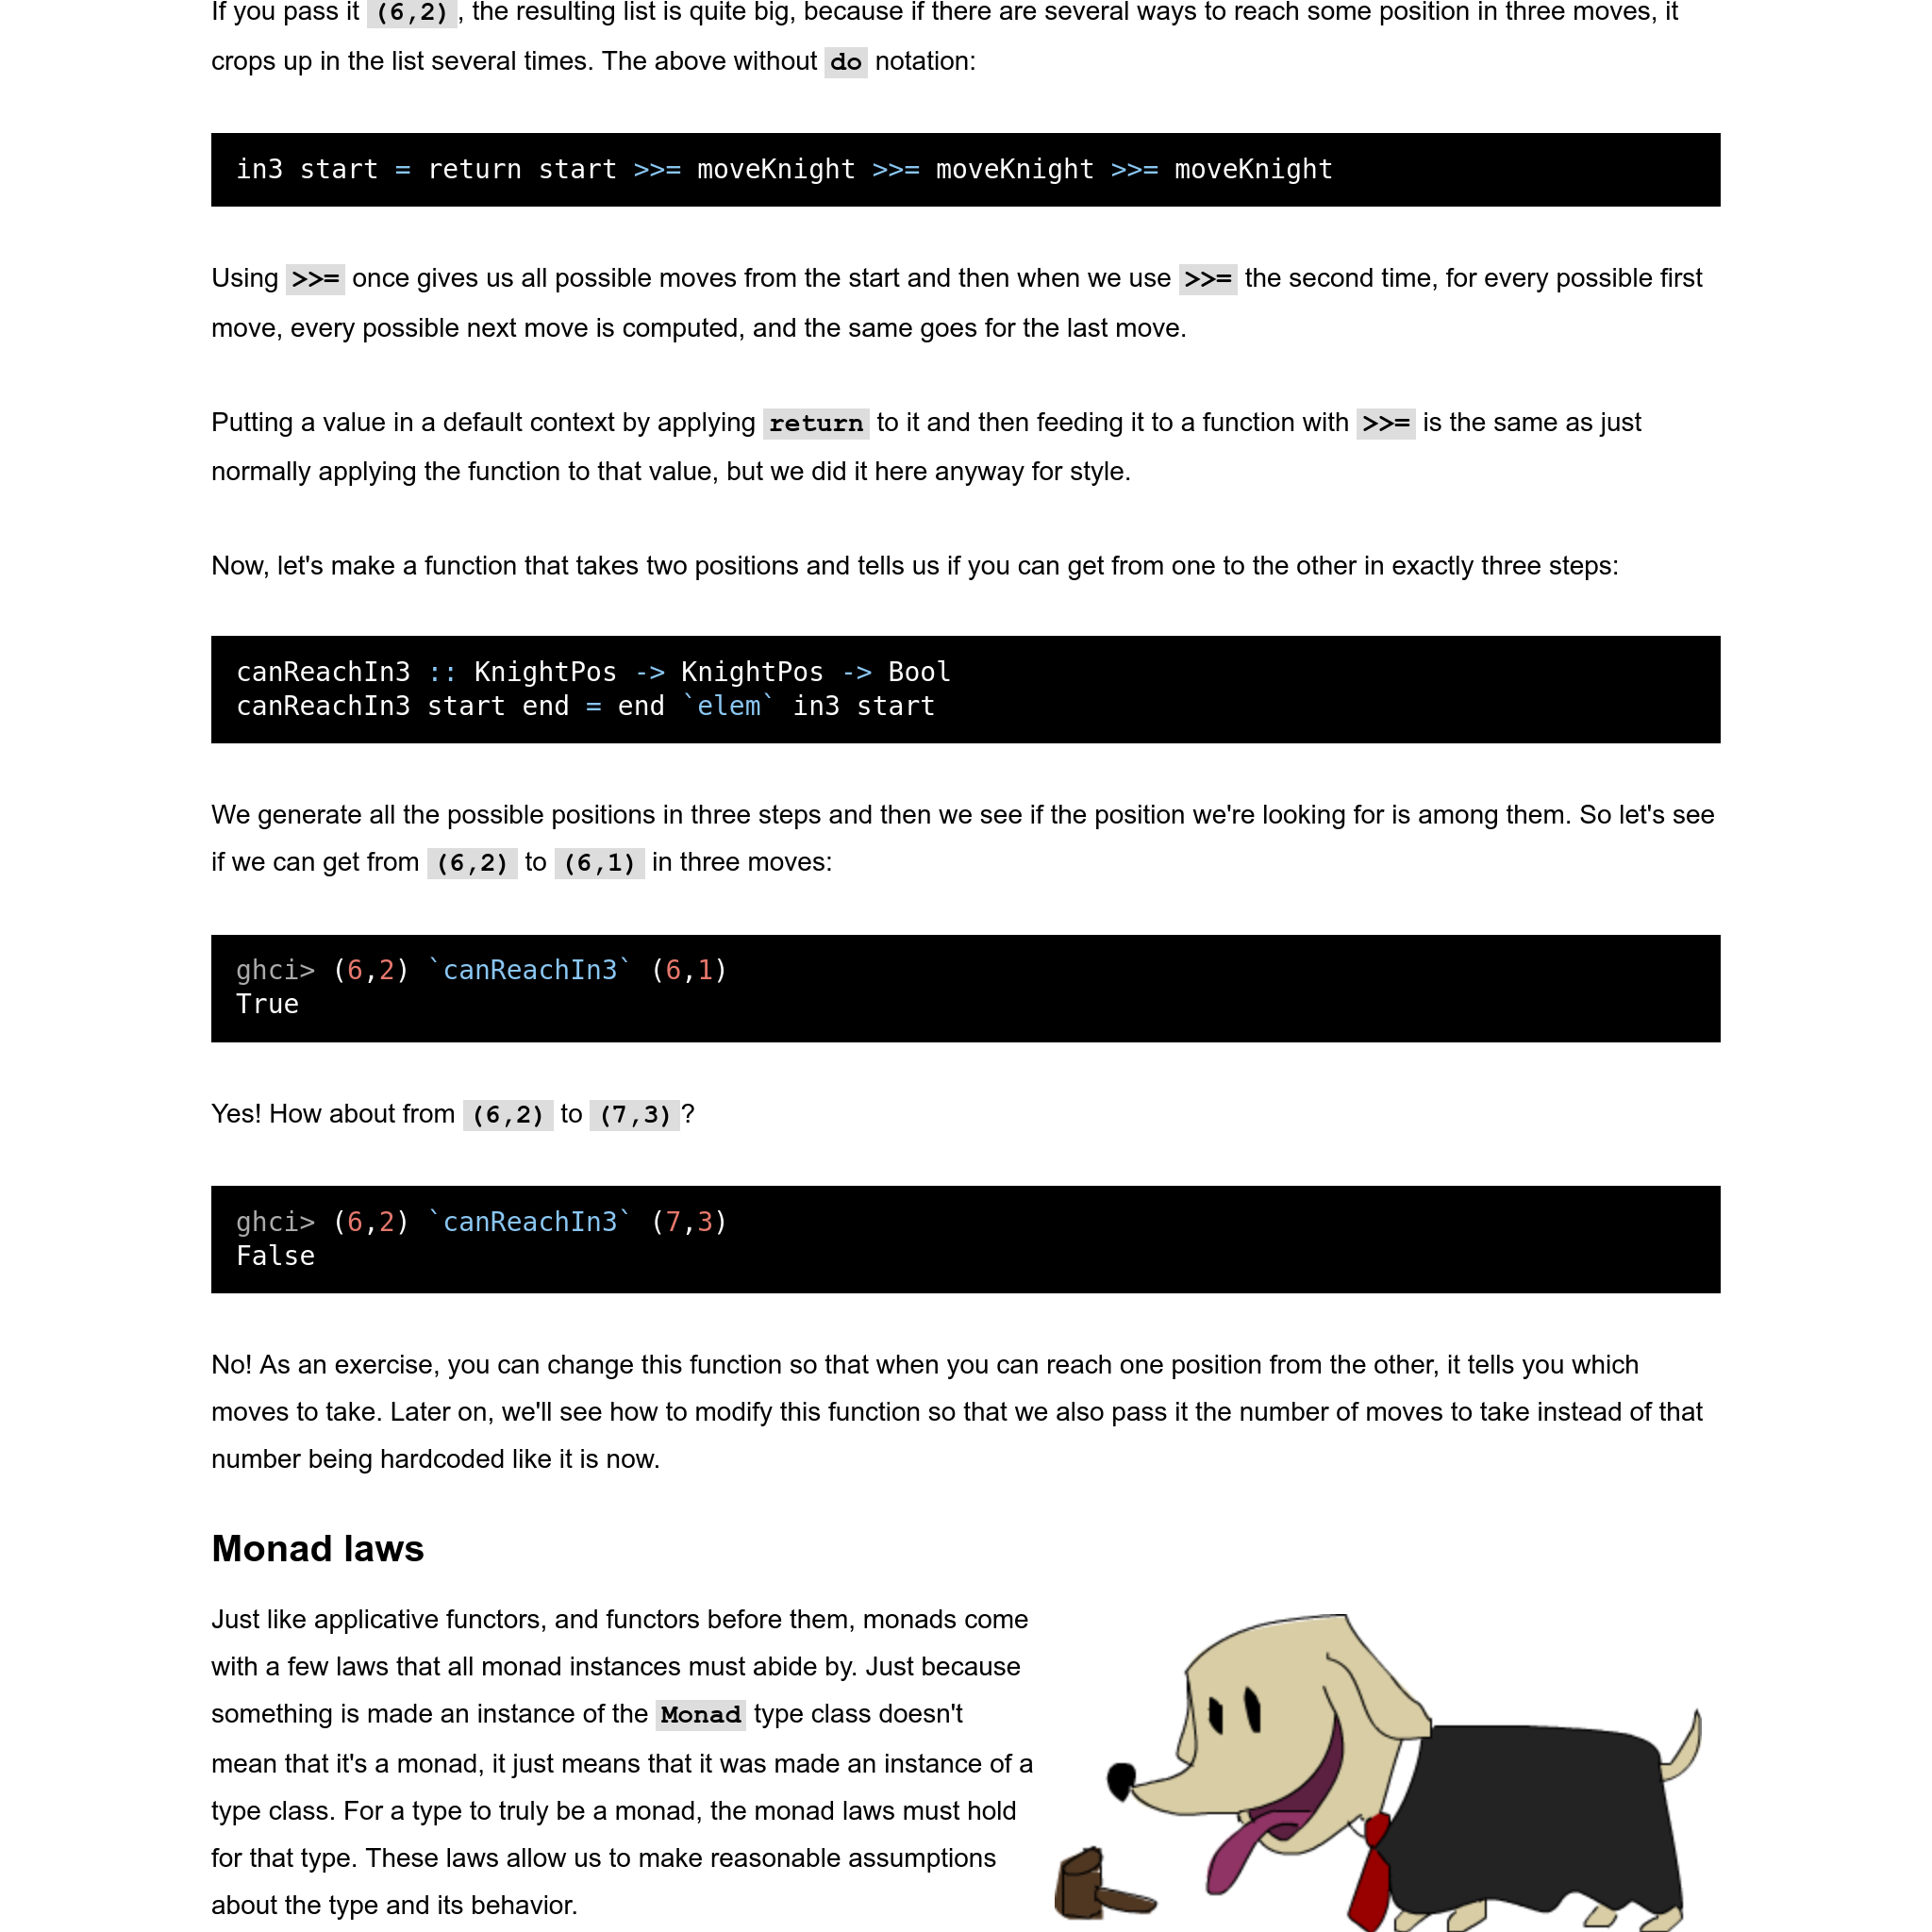 If you pass it (6,2), the resulting list is quite big, because if there are several ways to reach some position in three moves, it
crops up in the list several times. The above without do notation:
in3 start = return start >>= moveKnight >>= moveKnight >>= moveKnight
Using >>= once gives us all possible moves from the start and then when we use >>= the second time, for every possible first
move, every possible next move is computed, and the same goes for the last move.
Putting a value in a default context by applying return to it and then feeding it to a function with >>= is the same as just
normally applying the function to that value, but we did it here anyway for style.
Now, let's make a function that takes two positions and tells us if you can get from one to the other in exactly three steps:
canReachIn3 :: KnightPos -> KnightPos -> Bool
canReachIn3 start end = end `elem` in3 start
We generate all the possible positions in three steps and then we see if the position we're looking for is among them. So let's see
if we can get from (6,2) to (6,1) in three moves:
ghci> (6,2) `canReachIn3` (6,1)
True
Yes! How about from (6,2) to (7,3)?
ghci> (6,2) `canReachIn3` (7,3)
False
No! As an exercise, you can change this function so that when you can reach one position from the other, it tells you which
moves to take. Later on, we'll see how to modify this function so that we also pass it the number of moves to take instead of that
number being hardcoded like it is now.
Monad laws
Just like applicative functors, and functors before them, monads come
with a few laws that all monad instances must abide by. Just because
something is made an instance of the Monad type class doesn't
mean that it's a monad, it just means that it was made an instance of a
type class. For a type to truly be a monad, the monad laws must hold
for that type. These laws allow us to make reasonable assumptions
about the type and its behavior.